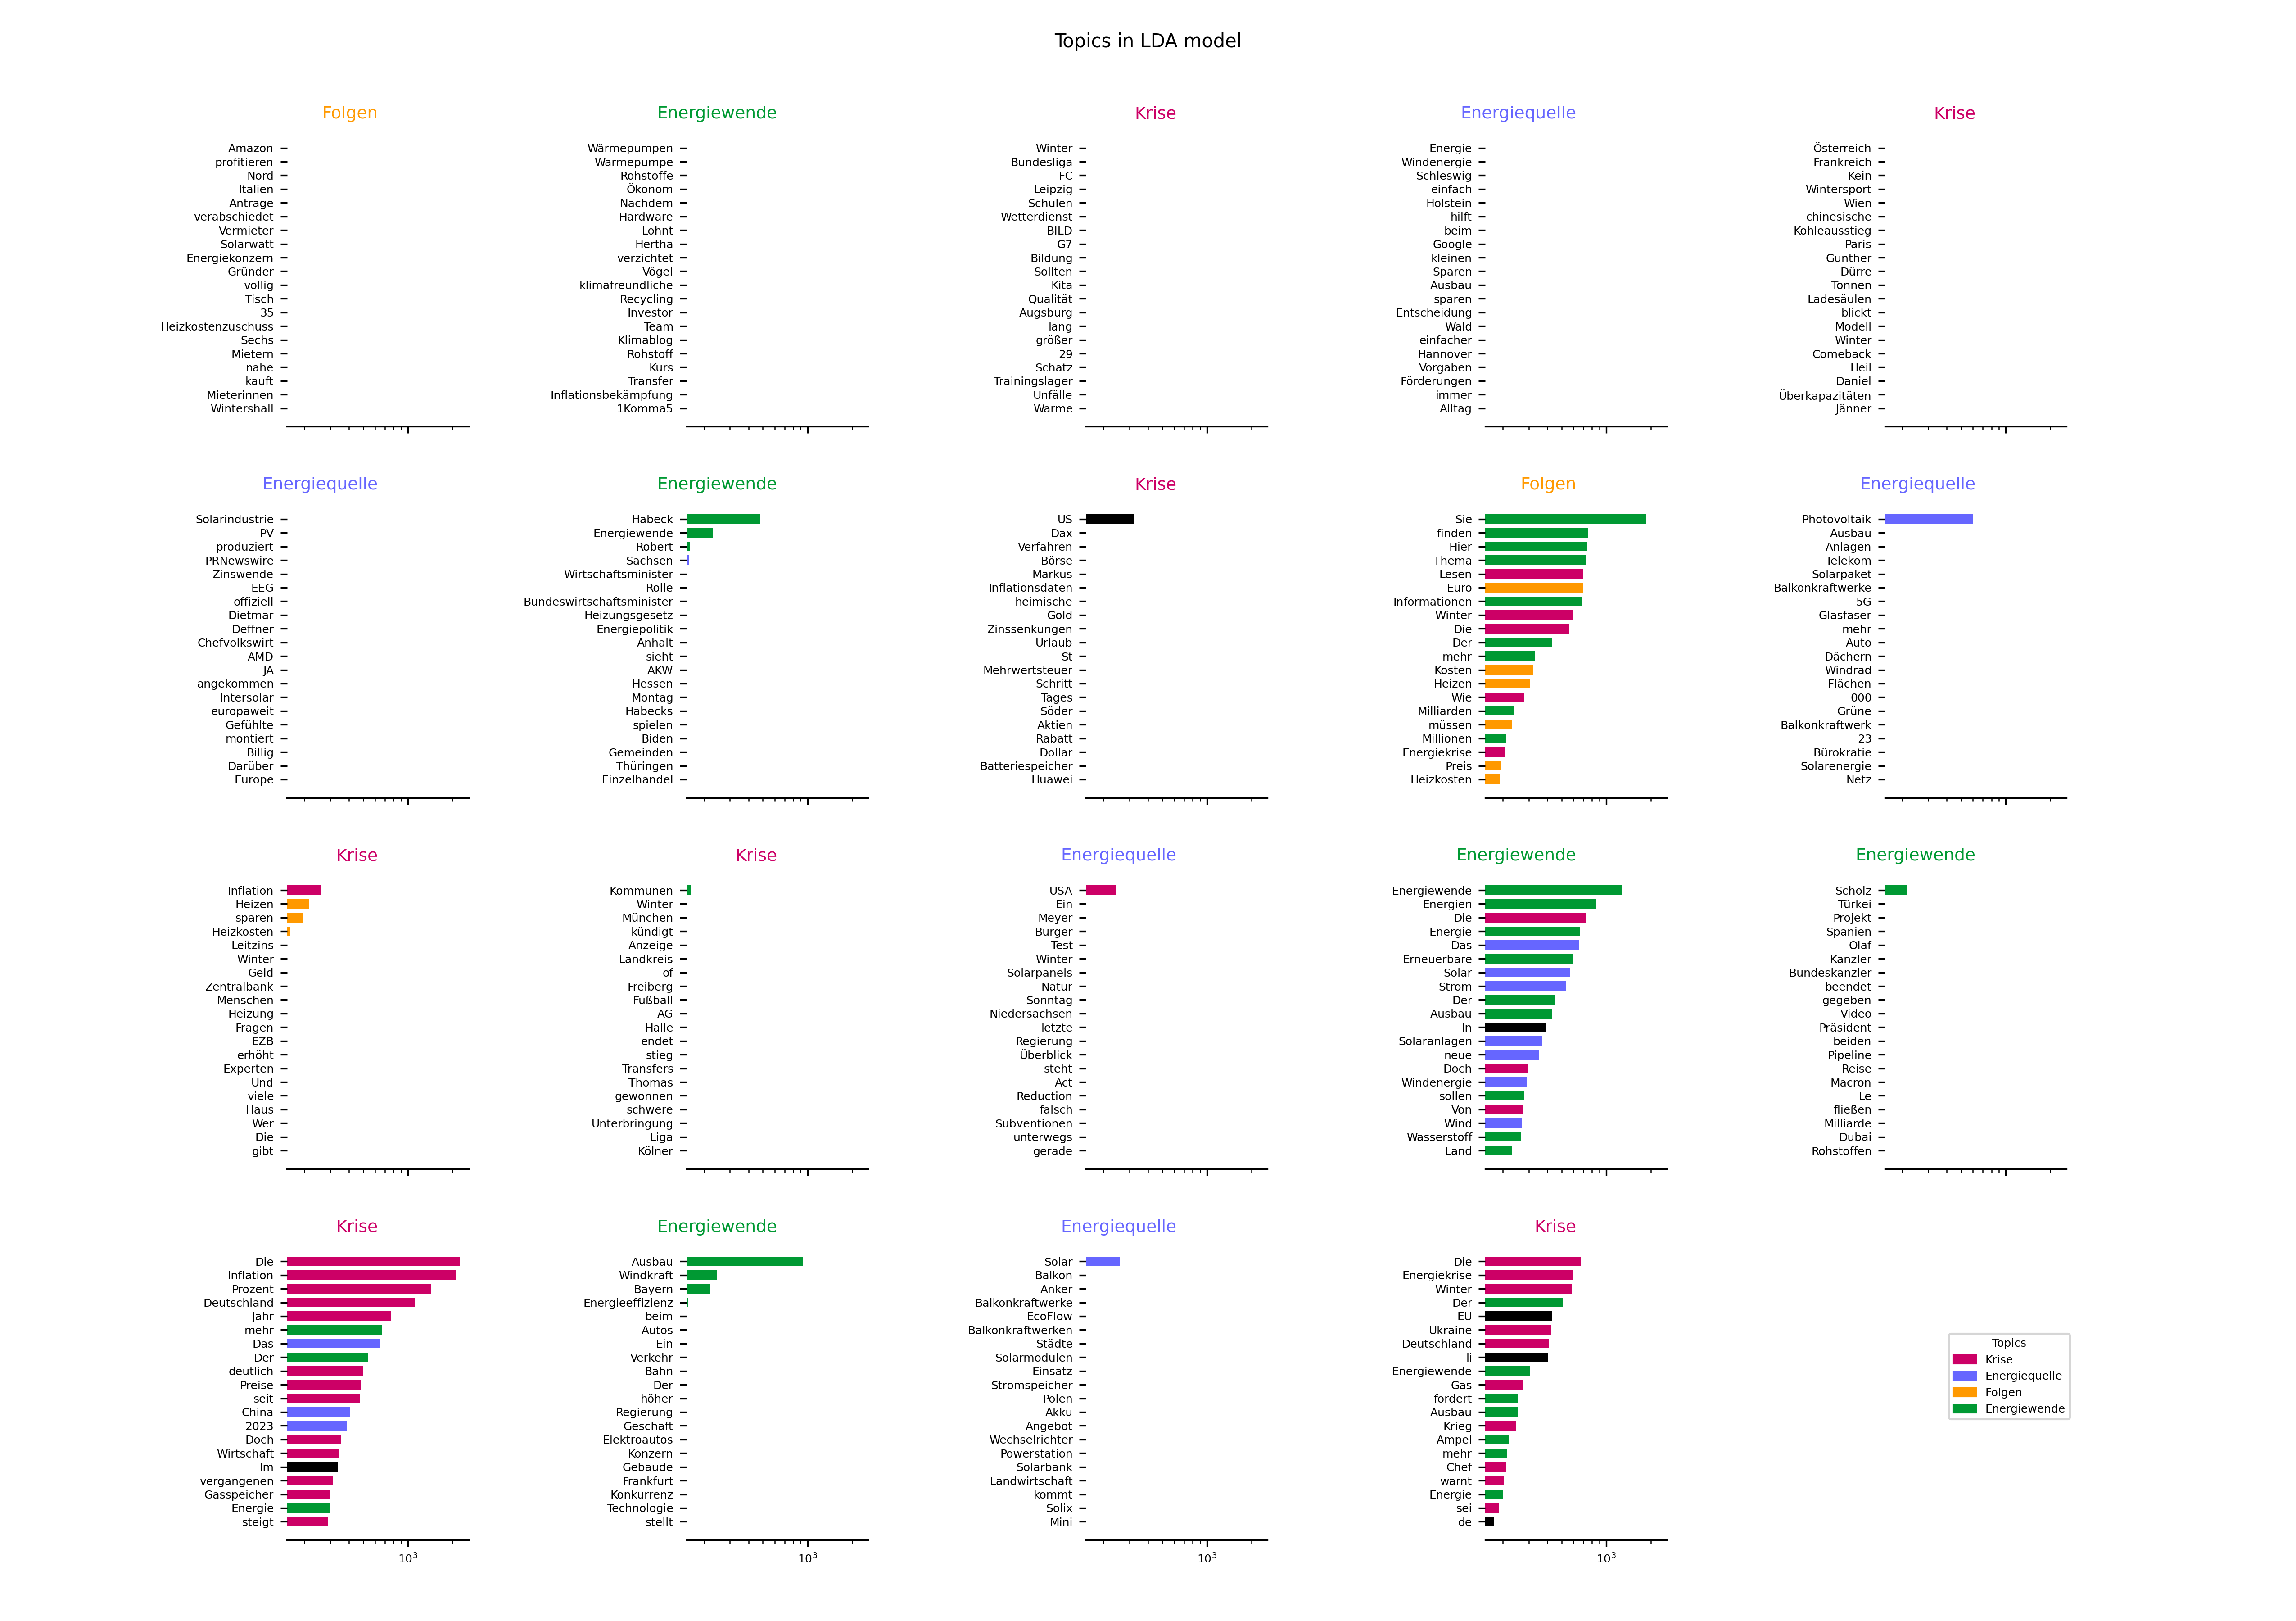 Topics in LDA model
Folgen
Amazon
profitieren
Nord
Italien
Anträge
verabschiedet
Vermieter
Solarwatt
Energiekonzern
Gründer
völlig
Tisch
35
Heizkostenzuschuss
Sechs
Mietern
nahe
kauft
Mieterinnen
Wintershall
Energiewende
Wärmepumpen
Wärmepumpe
Rohstoffe
Ökonom
Nachdem
Hardware
Lohnt
Hertha
verzichtet
Vögel
klimafreundliche
Recycling
Investor
Team
Klimablog
Rohstoff
Kurs
Transfer
Inflationsbekämpfung
1Komma5
Krise
Winter
Bundesliga
FC
Leipzig
Schulen
Wetterdienst
BILD
G7
Bildung
Sollten
Kita
Qualität
Augsburg
lang
größer
29
Schatz
Trainingslager
Unfälle
Warme
Energiequelle
Energie
Windenergie
Schleswig
einfach
Holstein
hilft
beim
Google
kleinen
Sparen
Ausbau
sparen
Entscheidung
Wald
einfacher
Hannover
Vorgaben
Förderungen
immer
Alltag
Krise
Österreich
Frankreich
Kein
Wintersport
Wien
chinesische
Kohleausstieg
Paris
Günther
Dürre
Tonnen
Ladesäulen
blickt
Modell
Winter
Comeback
Heil
Daniel
Überkapazitäten
Jänner
Energiequelle
Solarindustrie
PV
produziert
PRNewswire
Zinswende
EEG
offiziell
Dietmar
Deffner
Chefvolkswirt
AMD
JA
angekommen
Intersolar
europaweit
Gefühlte
montiert
Billig
Darüber
Europe
Energiewende
Habeck
Energiewende
Robert
Sachsen
Wirtschaftsminister
Rolle
Bundeswirtschaftsminister
Heizungsgesetz
Energiepolitik
Anhalt
sieht
AKW
Hessen
Montag
Habecks
spielen
Biden
Gemeinden
Thüringen
Einzelhandel
Krise
US
Dax
Verfahren
Börse
Markus
Inflationsdaten
heimische
Gold
Zinssenkungen
Urlaub
St
Mehrwertsteuer
Schritt
Tages
Söder
Aktien
Rabatt
Dollar
Batteriespeicher
Huawei
Folgen
Sie
finden
Hier
Thema
Lesen
Euro
Informationen
Winter
Die
Der
mehr
Kosten
Heizen
Wie
Milliarden
müssen
Millionen
Energiekrise
Preis
Heizkosten
Energiequelle
Photovoltaik
Ausbau
Anlagen
Telekom
Solarpaket
Balkonkraftwerke
5G
Glasfaser
mehr
Auto
Dächern
Windrad
Flächen
000
Grüne
Balkonkraftwerk
23
Bürokratie
Solarenergie
Netz
Krise
Inflation
Heizen
sparen
Heizkosten
Leitzins
Winter
Geld
Zentralbank
Menschen
Heizung
Fragen
EZB
erhöht
Experten
Und
viele
Haus
Wer
Die
gibt
Krise
Kommunen
Winter
München
kündigt
Anzeige
Landkreis
of
Freiberg
Fußball
AG
Halle
endet
stieg
Transfers
Thomas
gewonnen
schwere
Unterbringung
Liga
Kölner
Energiequelle
USA
Ein
Meyer
Burger
Test
Winter
Solarpanels
Natur
Sonntag
Niedersachsen
letzte
Regierung
Überblick
steht
Act
Reduction
falsch
Subventionen
unterwegs
gerade
Energiewende
Energiewende
Energien
Die
Energie
Das
Erneuerbare
Solar
Strom
Der
Ausbau
In
Solaranlagen
neue
Doch
Windenergie
sollen
Von
Wind
Wasserstoff
Land
Energiewende
Scholz
Türkei
Projekt
Spanien
Olaf
Kanzler
Bundeskanzler
beendet
gegeben
Video
Präsident
beiden
Pipeline
Reise
Macron
Le
fließen
Milliarde
Dubai
Rohstoffen
Krise
Die
Inflation
Prozent
Deutschland
Jahr
mehr
Das
Der
deutlich
Preise
seit
China
2023
Doch
Wirtschaft
Im
vergangenen
Gasspeicher
Energie
steigt
10³
Energiewende
Ausbau
Windkraft
Bayern
Energieeffizienz
beim
Autos
Ein
Verkehr
Bahn
Der
höher
Regierung
Geschäft
Elektroautos
Konzern
Gebäude
Frankfurt
Konkurrenz
Technologie
stellt
10³
Energiequelle
Solar
Balkon
Anker
Balkonkraftwerke
EcoFlow
Balkonkraftwerken
Städte
Solarmodulen
Einsatz
Stromspeicher
Polen
Akku
Angebot
Wechselrichter
Powerstation
Solarbank
Landwirtschaft
kommt
Solix
Mini
10³
Krise
Die
Energiekrise
Winter
Der
EU
Ukraine
Deutschland
li
Energiewende
Gas
fordert
Ausbau
Krieg
Ampel
mehr
Chef
warnt
Energie
sei
de
10³
Topics
Krise
Energiequelle
Folgen
Energiewende